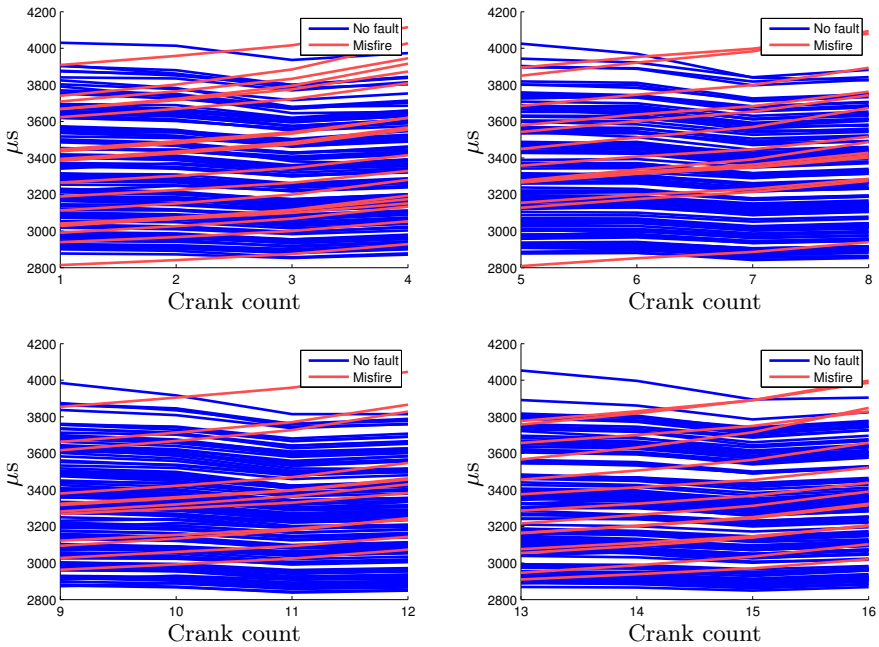 4200
4000
3800
3600
3400
3200
3000
2800
µs
1 2 3 4
Crank count
No fault
Misfire
4200
4000
3800
3600
3400
3200
3000
2800
µs
5 6 7 8
Crank count
No fault
Misfire
4200
4000
3800
3600
3400
3200
3000
2800
µs
9 10 11 12
Crank count
No fault
Misfire
4200
4000
3800
3600
3400
3200
3000
2800
µs
13 14 15 16
Crank count
No fault
Misfire